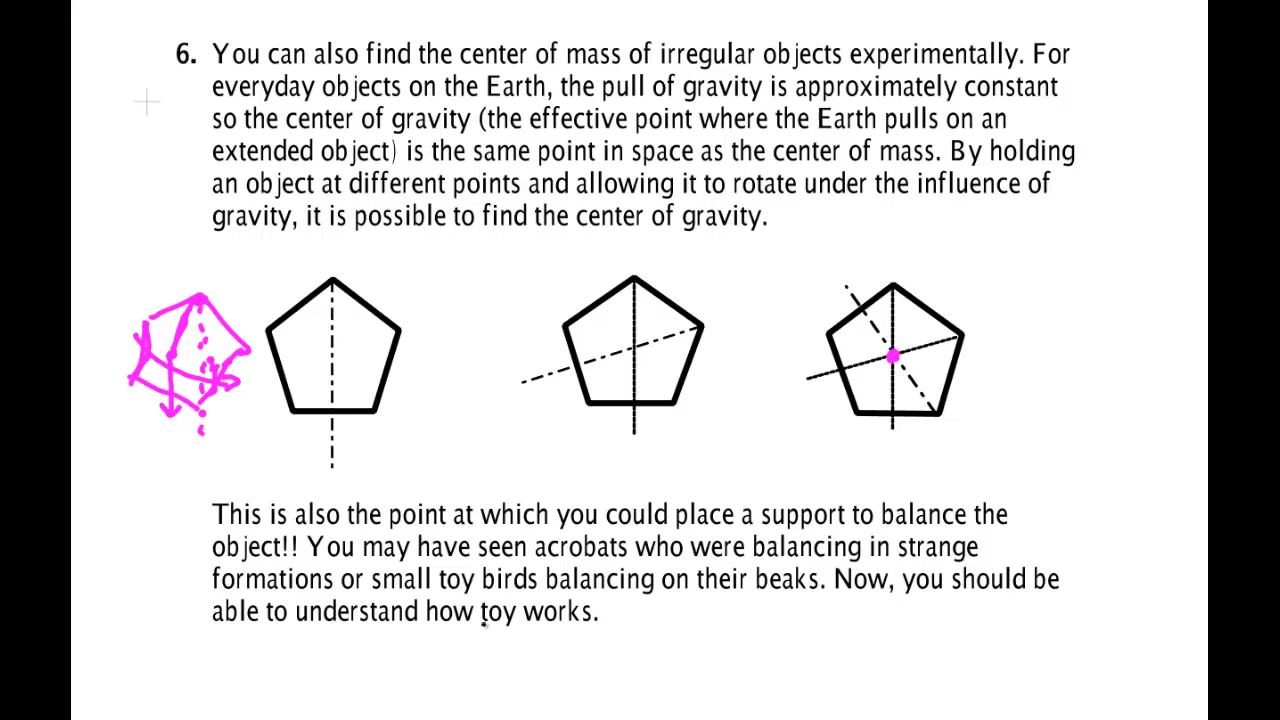 6. You can also find the center of mass of irregular objects experimentally. For
everyday objects on the Earth, the pull of gravity is approximately constant
so the center of gravity (the effective point where the Earth pulls on an
extended object) is the same point in space as the center of mass. By holding
an object at different points and allowing it to rotate under the influence of
gravity, it is possible to find the center of gravity.
This is also the point at which you could place a support to balance the
object!! You may have seen acrobats who were balancing in strange
formations or small toy birds balancing on their beaks. Now, you should be
able to understand how toy works.